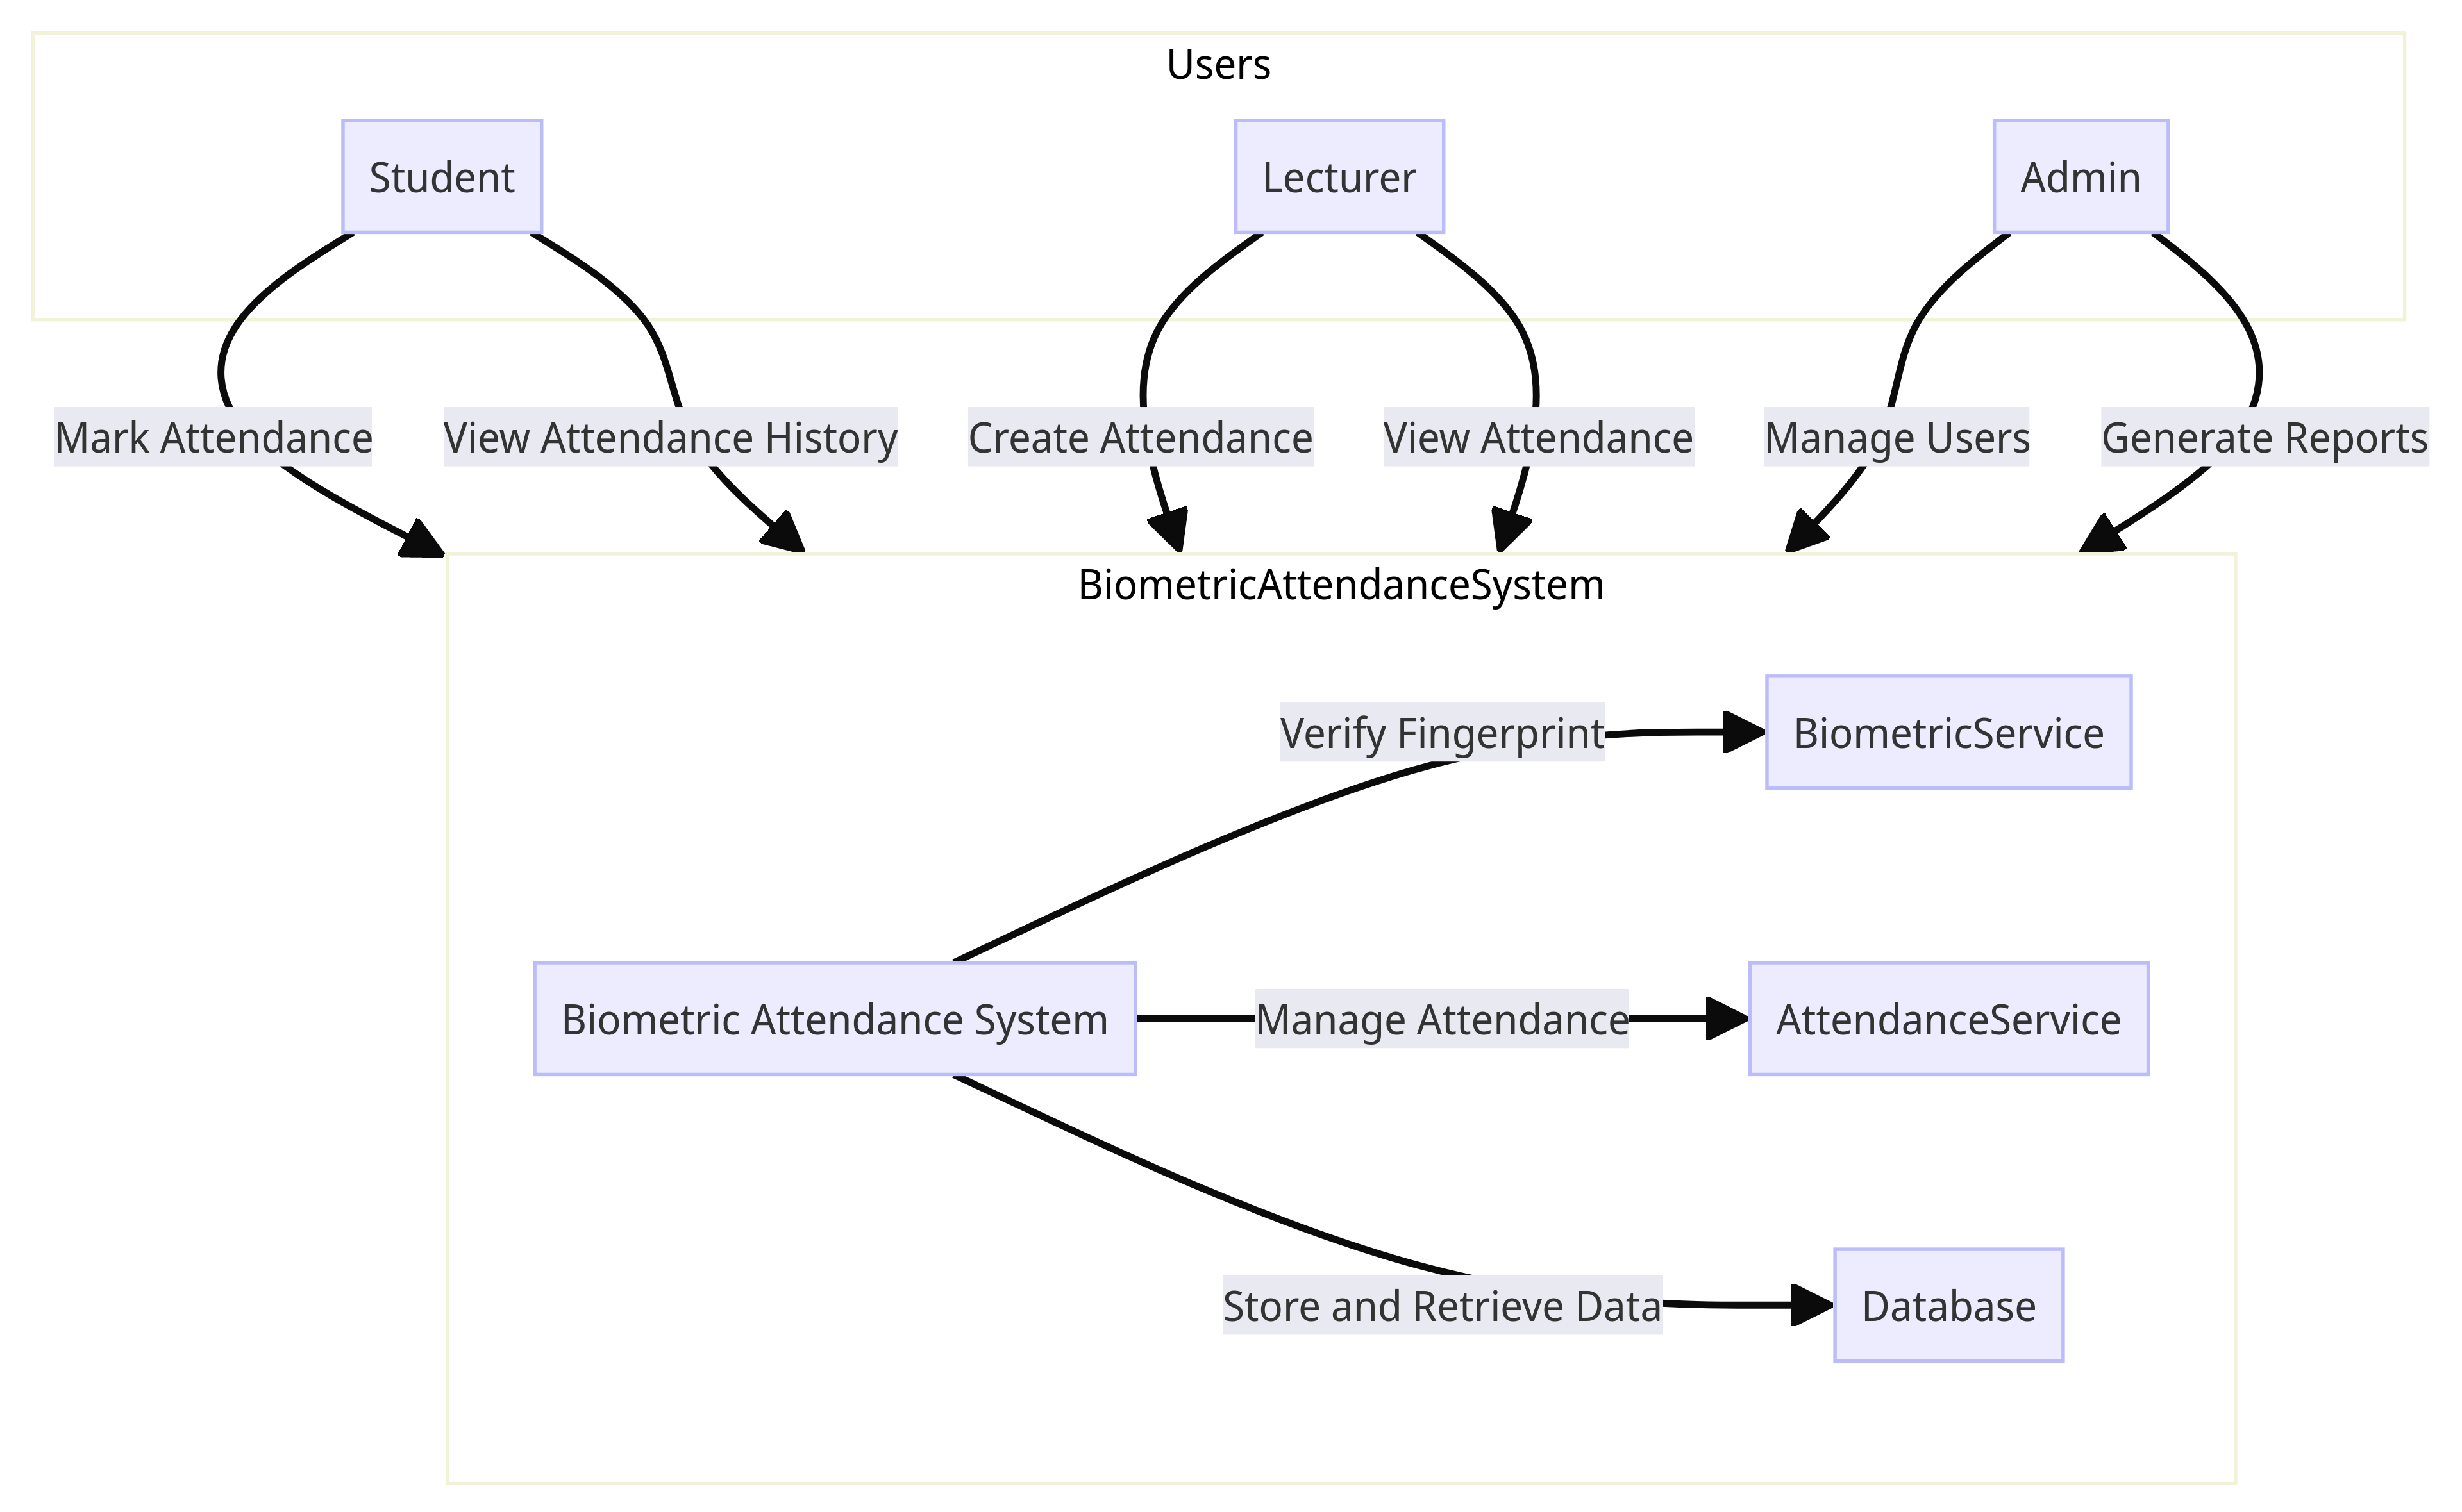 Users
Student
Lecturer
Admin
Mark Attendance
View Attendance History
Create Attendance
View Attendance
Manage Users
Generate Reports
BiometricAttendanceSystem
Verify Fingerprint
BiometricService
Biometric Attendance System
Manage Attendance
AttendanceService
Store and Retrieve Data
Database